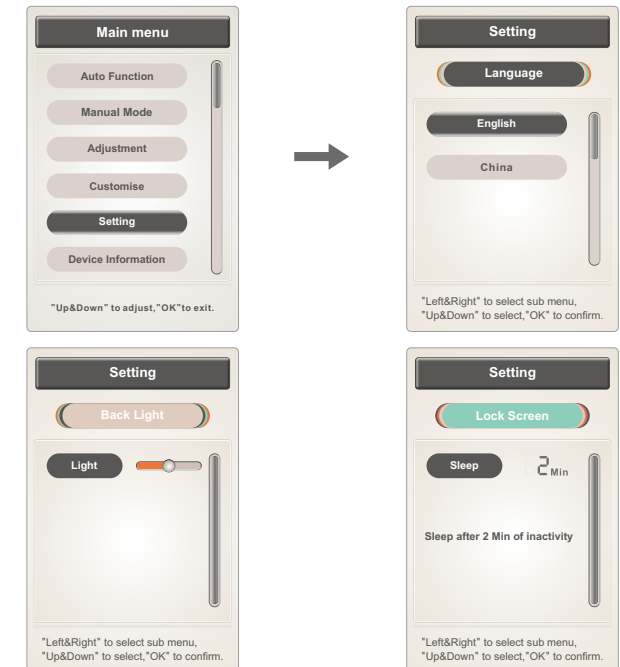 Main menu
Auto Function
Manual Mode
Adjustment
Customise
Setting
Device Information
"Up&Down" to adjust,"OK"to exit.
Setting
Language
English
China
"Left&Right" to select sub menu,
"Up&Down" to select,"OK" to confirm.
Setting
Back Light
Light
"Left&Right" to select sub menu,
"Up&Down" to select,"OK" to confirm.
Setting
Lock Screen
Sleep 2 Min
Sleep after 2 Min of inactivity
"Left&Right" to select sub menu,
"Up&Down" to select,"OK" to confirm.